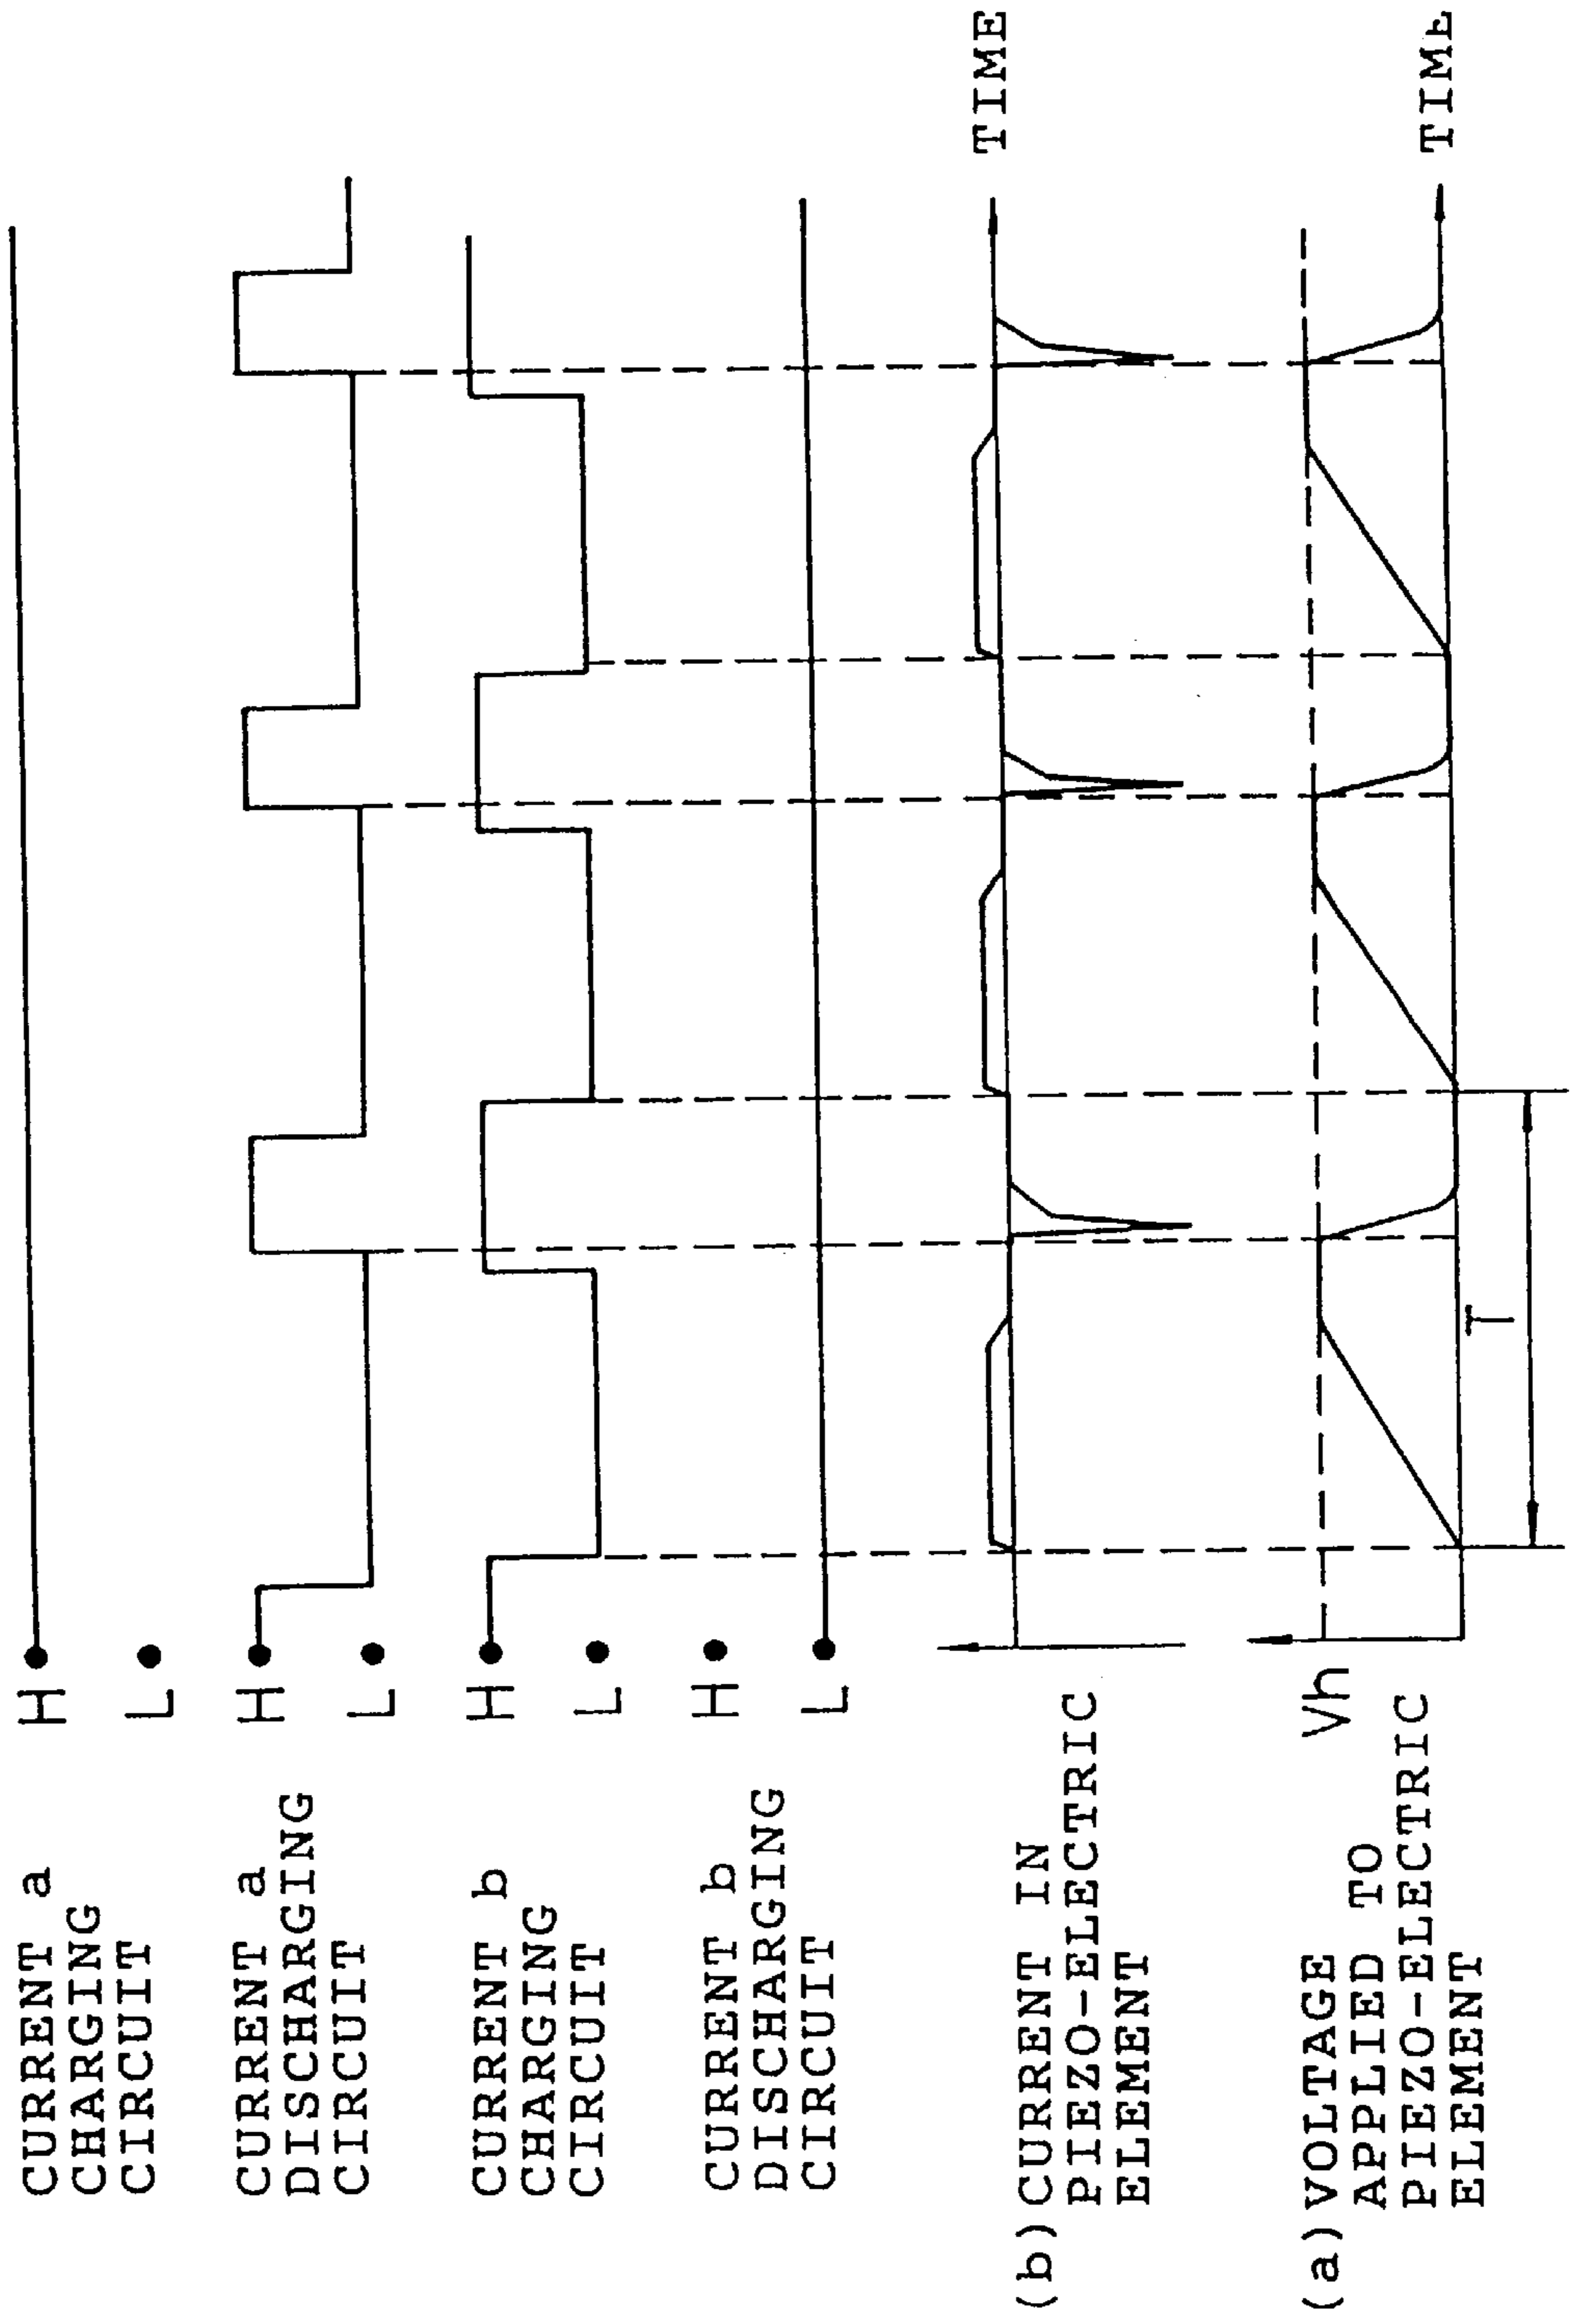 CURRENT a
CHARGING
CIRCUIT
H
L
CURRENT a
DISCHARGING
CIRCUIT
H
L
CURRENT b
CHARGING
CIRCUIT
H
L
CURRENT b
DISCHARGING
CIRCUIT
H
L
(b) CURRENT IN
PIEZO-ELECTRIC
ELEMENT
TIME
(a) VOLTAGE
APPLIED TO
PIEZO-ELECTRIC
ELEMENT
Vh
TIME
T